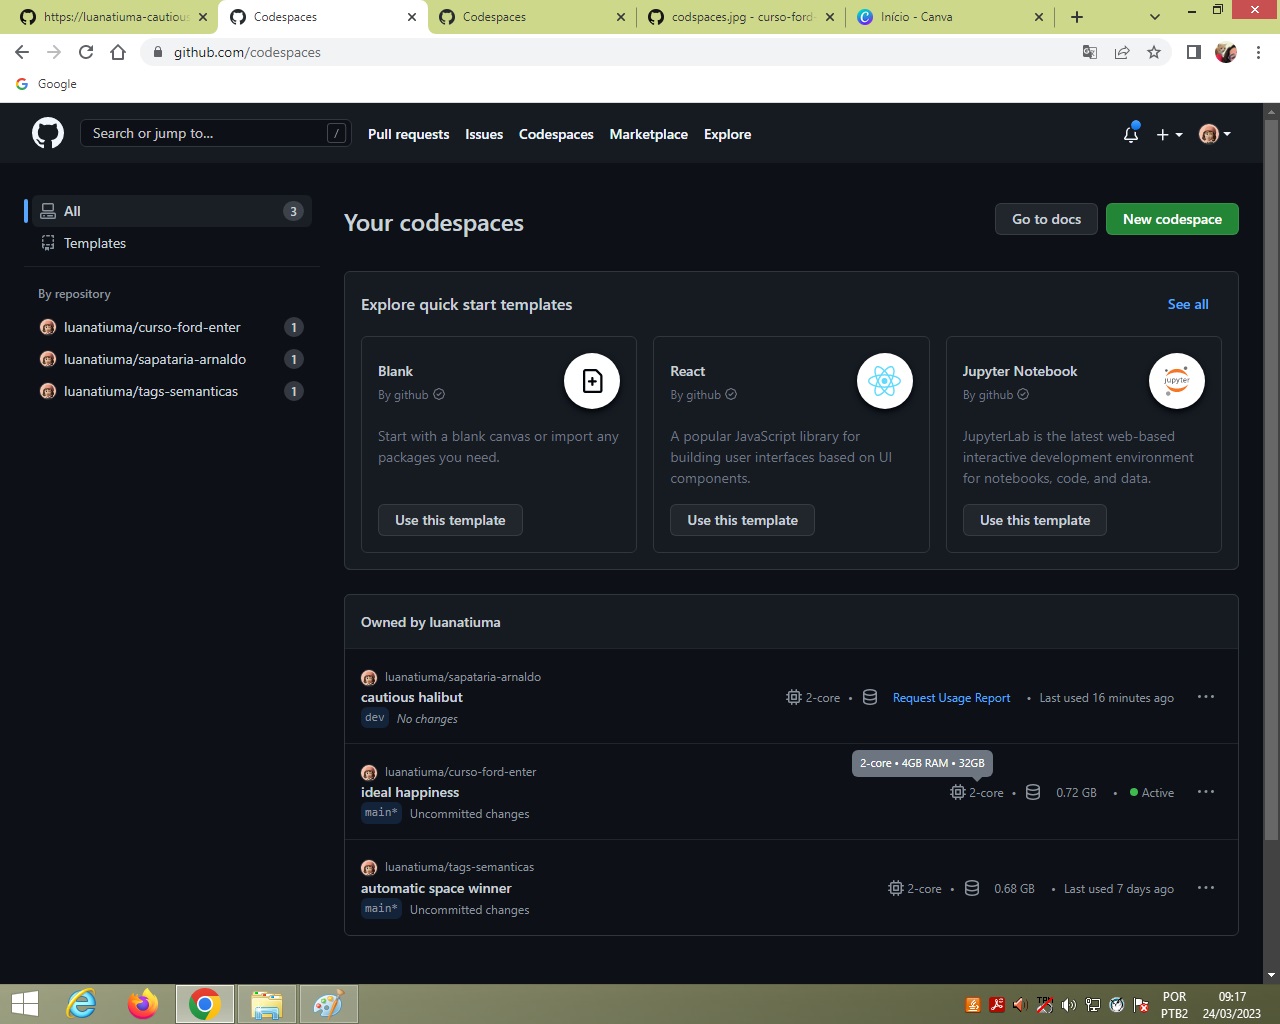 https://luanatiuma-cautious
Codespaces
Codespaces
codspaces.jpg - curso-ford
Início - Canva
github.com/codespaces
Google
Search or jump to... /
Pull requests
Issues
Codespaces
Marketplace
Explore
All 3
Templates
By repository
luanatiuma/curso-ford-enter 1
luanatiuma/sapataria-arnaldo 1
luanatiuma/tags-semanticas 1
Your codespaces
Go to docs
New codespace
Explore quick start templates
See all
Blank
By github
Start with a blank canvas or import any
packages you need.
Use this template
React
By github
A popular JavaScript library for
building user interfaces based on UI
components.
Use this template
Jupyter Notebook
By github
jupyter
JupyterLab is the latest web-based
interactive development environment
for notebooks, code, and data.
Use this template
Owned by luanatiuma
luanatiuma/sapataria-arnaldo
cautious halibut
dev No changes
2-core • Request Usage Report • Last used 16 minutes ago
2-core • 4GB RAM • 32GB
luanatiuma/curso-ford-enter
ideal happiness
main* Uncommitted changes
2-core • 0.72 GB • Active
luanatiuma/tags-semanticas
automatic space winner
main* Uncommitted changes
2-core • 0.68 GB • Last used 7 days ago
POR
PTB2
09:17
24/03/2023